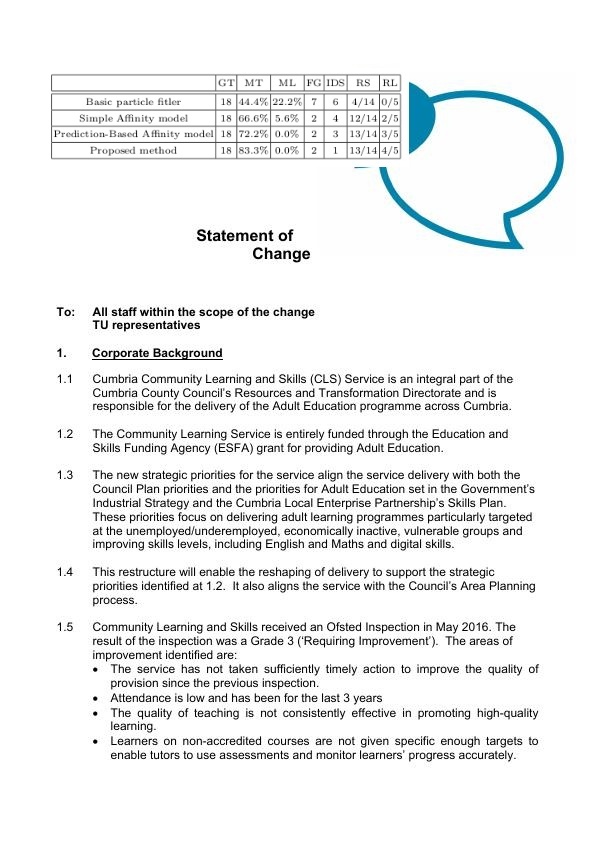 GT MT ML FG IDS RS RL
Basic particle fitler 18 44.4% 22.2% 7 6 4/14 0/5
Simple Affinity model 18 66.6% 5.6% 2 4 12/14 2/5
Prediction-Based Affinity model 18 72.2% 0.0% 2 3 13/14 3/5
Proposed method 18 83.3% 0.0% 2 1 13/14 4/5
Statement of
Change
To: All staff within the scope of the change
TU representatives
1. Corporate Background
1.1 Cumbria Community Learning and Skills (CLS) Service is an integral part of the
Cumbria County Council’s Resources and Transformation Directorate and is
responsible for the delivery of the Adult Education programme across Cumbria.
1.2 The Community Learning Service is entirely funded through the Education and
Skills Funding Agency (ESFA) grant for providing Adult Education.
1.3 The new strategic priorities for the service align the service delivery with both the
Council Plan priorities and the priorities for Adult Education set in the Government’s
Industrial Strategy and the Cumbria Local Enterprise Partnership’s Skills Plan.
These priorities focus on delivering adult learning programmes particularly targeted
at the unemployed/underemployed, economically inactive, vulnerable groups and
improving skills levels, including English and Maths and digital skills.
1.4 This restructure will enable the reshaping of delivery to support the strategic
priorities identified at 1.2. It also aligns the service with the Council’s Area Planning
process.
1.5 Community Learning and Skills received an Ofsted Inspection in May 2016. The
result of the inspection was a Grade 3 (‘Requiring Improvement’). The areas of
improvement identified are:
• The service has not taken sufficiently timely action to improve the quality of
provision since the previous inspection.
• Attendance is low and has been for the last 3 years
• The quality of teaching is not consistently effective in promoting high-quality
learning.
• Learners on non-accredited courses are not given specific enough targets to
enable tutors to use assessments and monitor learners’ progress accurately.